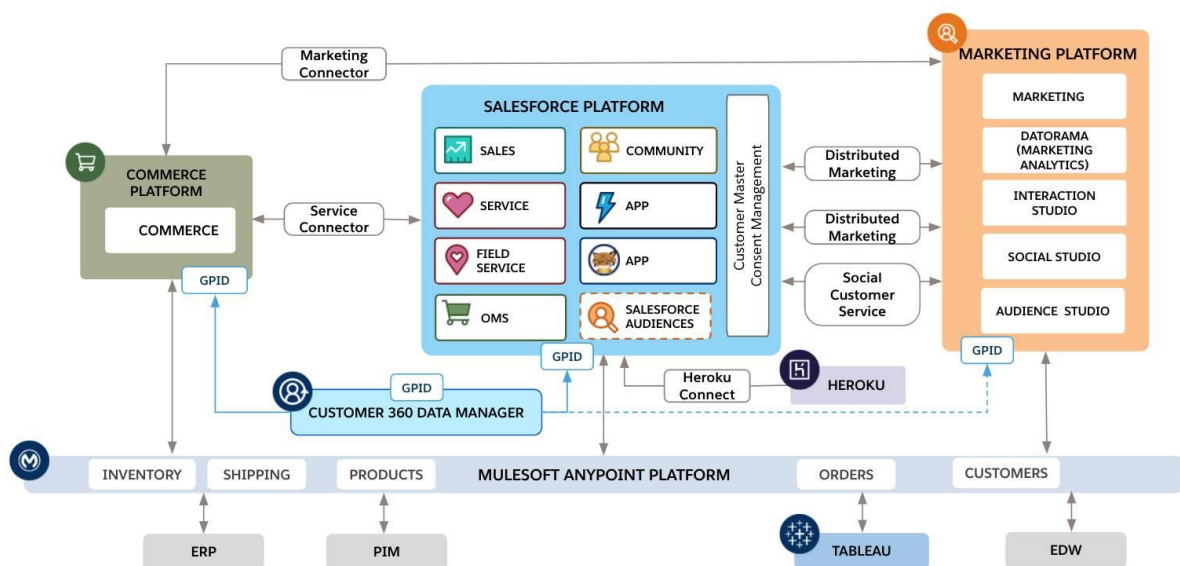 Marketing
Connector
MARKETING PLATFORM
MARKETING
DATORAMA
(MARKETING
ANALYTICS)
INTERACTION
STUDIO
SOCIAL STUDIO
AUDIENCE STUDIO
GPID
SALESFORCE PLATFORM
SALES
COMMUNITY
SERVICE
APP
FIELD
SERVICE
APP
OMS
SALESFORCE
AUDIENCES
Customer Master
Consent Management
GPID
Distributed
Marketing
Distributed
Marketing
Social
Customer
Service
COMMERCE
PLATFORM
COMMERCE
GPID
Service
Connector
GPID
CUSTOMER 360 DATA MANAGER
Heroku
Connect
HEROKU
INVENTORY
SHIPPING
PRODUCTS
MULESOFT ANYPOINT PLATFORM
ORDERS
CUSTOMERS
ERP
PIM
TABLEAU
EDW